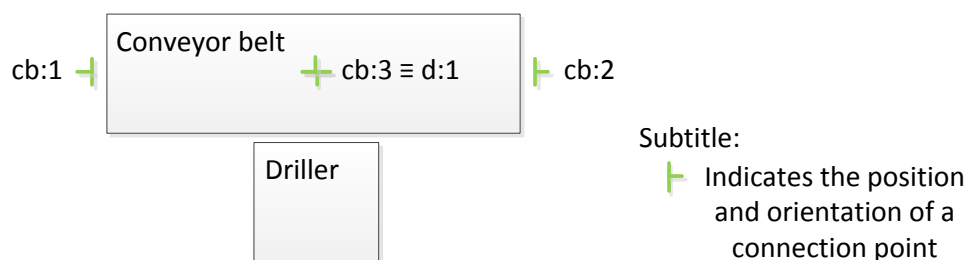 Conveyor belt
cb:1
cb:3 ≡ d:1
cb:2
Driller
Subtitle:
Indicates the position
and orientation of a
connection point